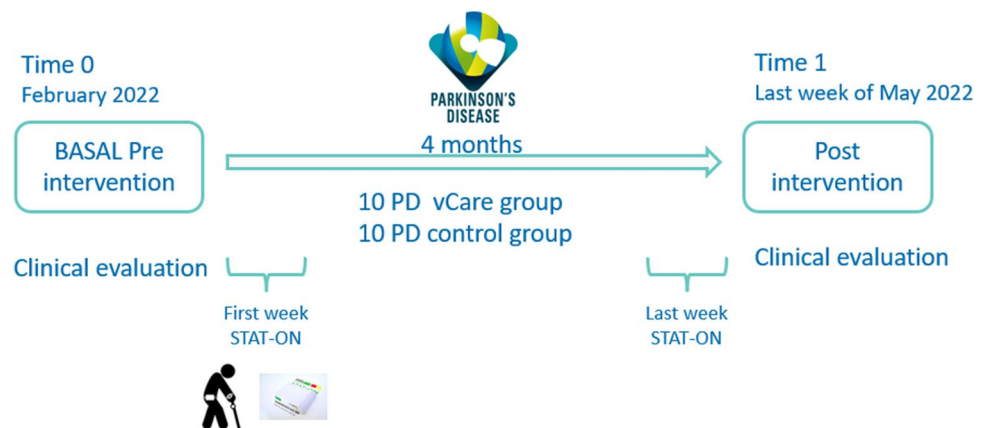 Time 0
February 2022
BASAL Pre
intervention
Clinical evaluation
PARKINSON'S
DISEASE
4 months
10 PD vCare group
10 PD control group
First week
STAT-ON
Last week
STAT-ON
Time 1
Last week of May 2022
Post
intervention
Clinical evaluation